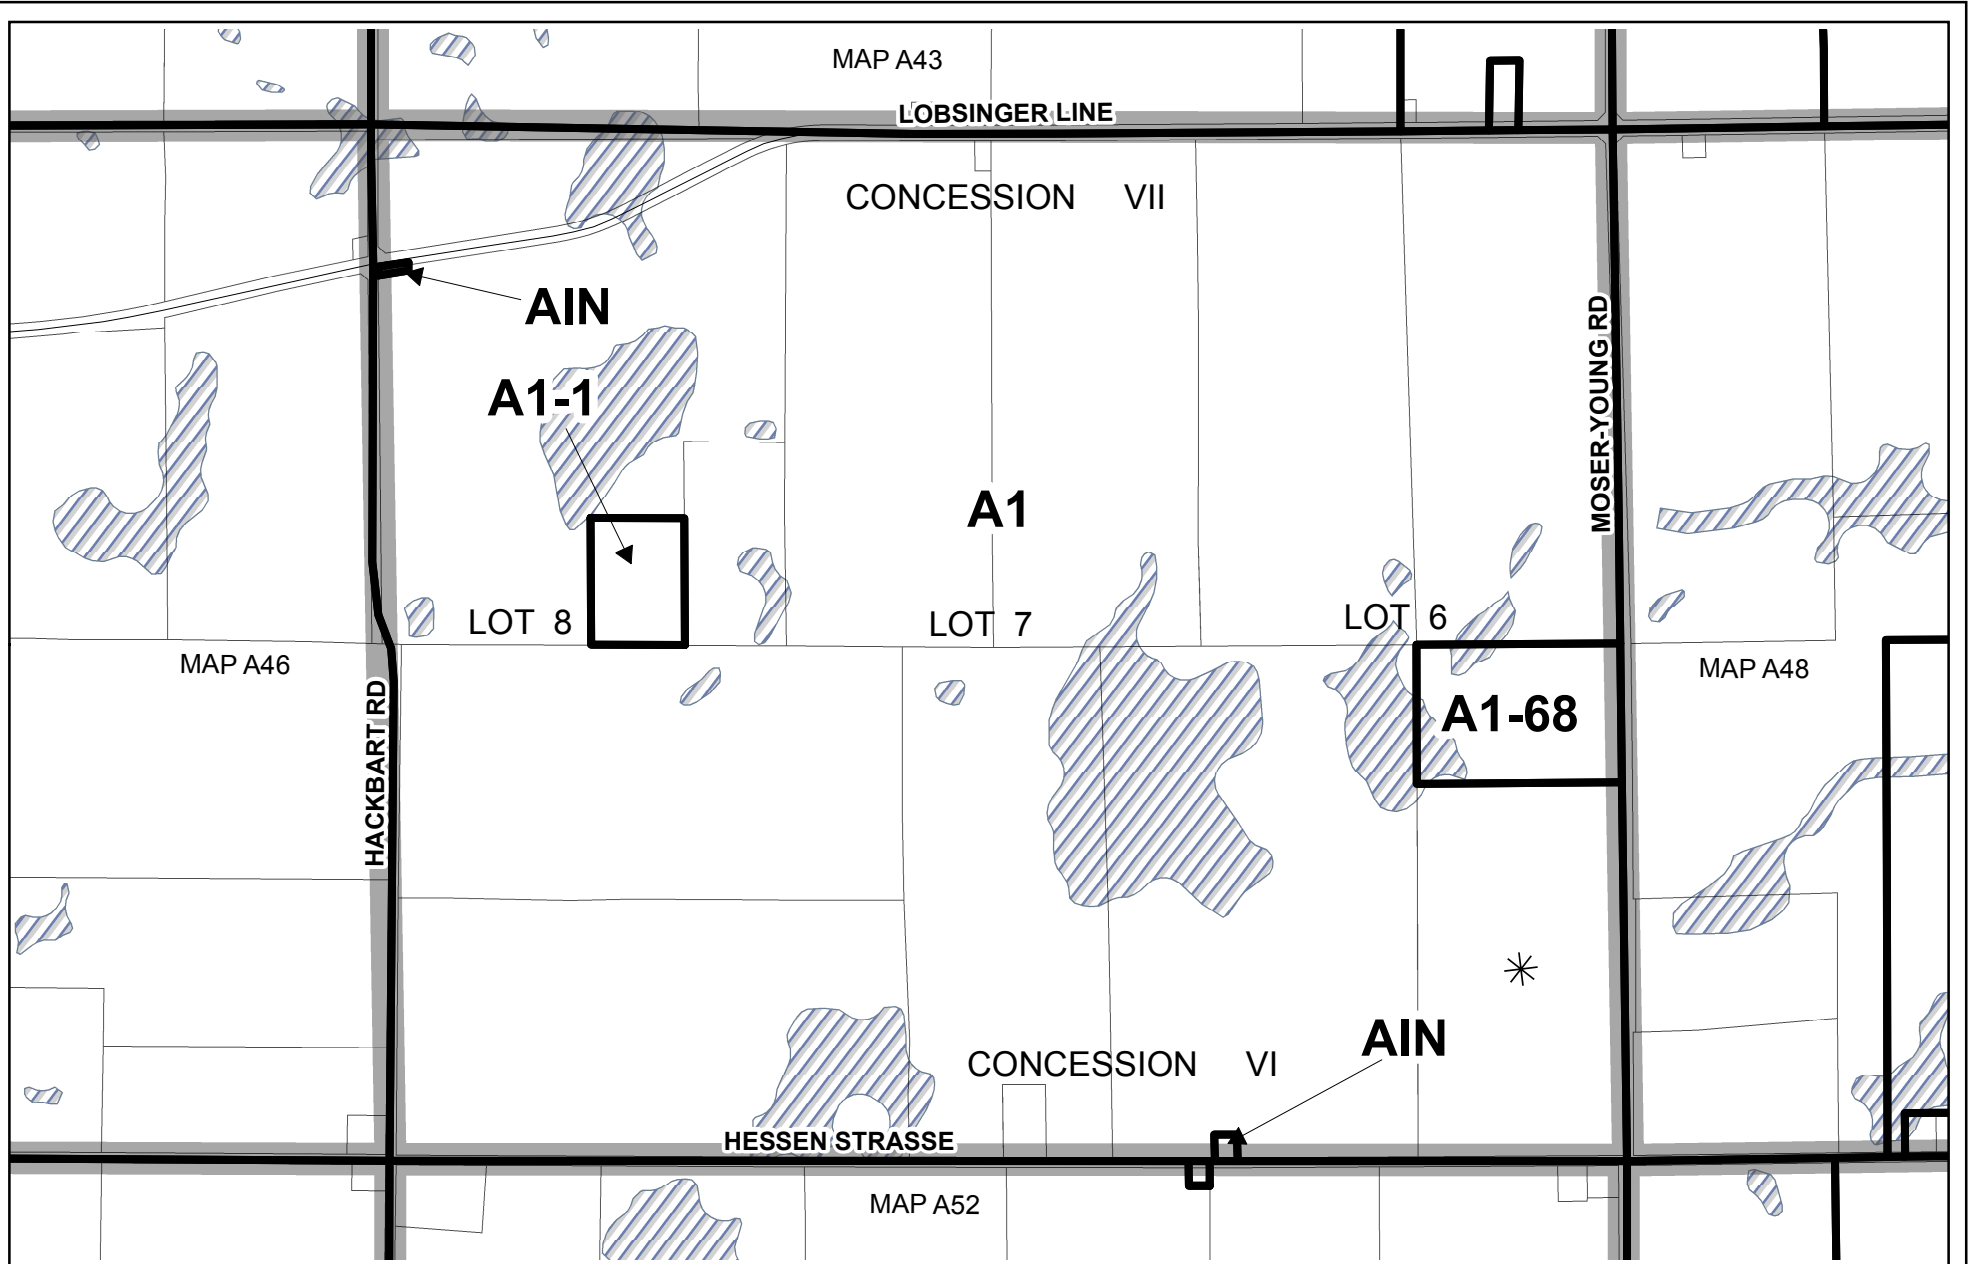 MAP A43
LOBSINGER LINE
CONCESSION VII
AIN
A1-1
MOSER-YOUNG RD
A1
LOT 8
LOT 7
LOT 6
MAP A46
MAP A48
HACKBART RD
A1-68
AIN
CONCESSION VI
HESSEN STRASSE
MAP A52